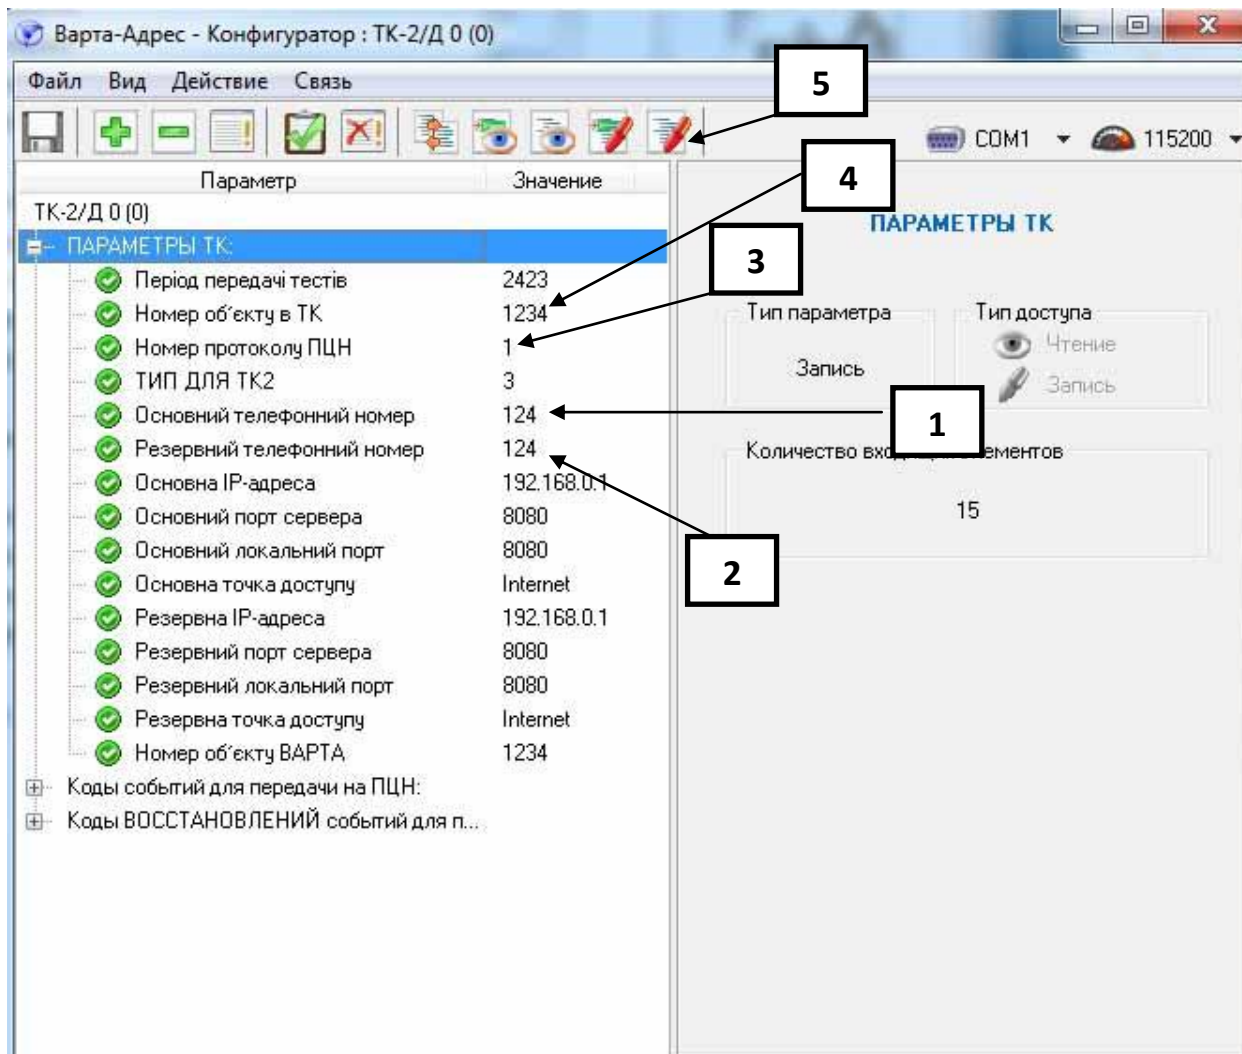 Варта-Адрес - Конфигуратор : ТК-2/Д 0 (0)
Файл Вид Действие Связь
5
COM1 115200
Параметр Значение
4
ТК-2/Д 0 (0)
ПАРАМЕТРЫ ТК
ПАРАМЕТРЫ ТК:
3
Період передачі тестів 2423
Номер об´єкту в ТК 1234
Тип параметра Тип доступа
Номер протоколу ПЦН 1
Чтение
Запись
ТИП ДЛЯ ТК2 3
Запись
Основний телефонний номер 124
1
Резервний телефонний номер 124
Количество
Основна IP-адреса 192.168.0.1
Основний порт сервера 8080
15
Основний локальний порт 8080
2
Основна точка доступу Internet
Резервна IP-адреса 192.168.0.1
Резервний порт сервера 8080
Резервний локальний порт 8080
Резервна точка доступу Internet
Номер об´єкту ВАРТА 1234
Коды событий для передачи на ПЦН:
Коды ВОССТАНОВЛЕНИЙ событий для п...